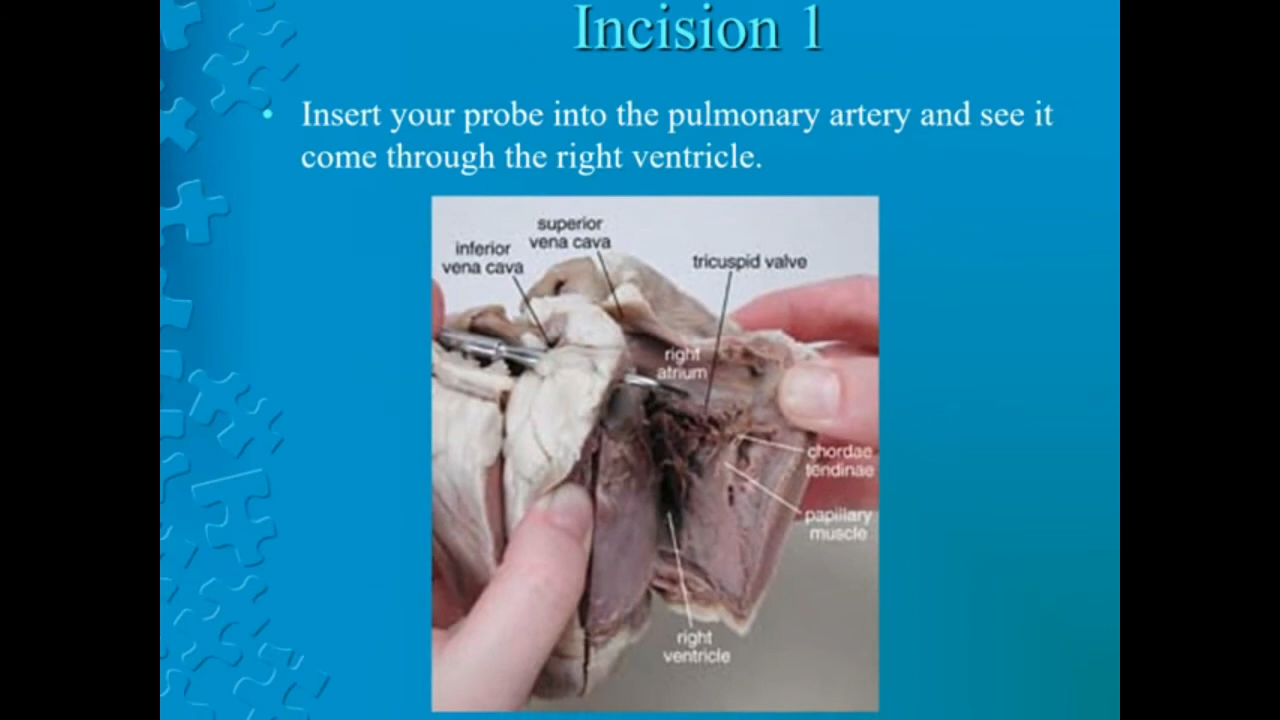 Incision 1
• Insert your probe into the pulmonary artery and see it
come through the right ventricle.
superior
vena cava
inferior
vena cava
tricuspid valve
right
atrium
chordae
tendinae
papillary
muscle
right
ventricle